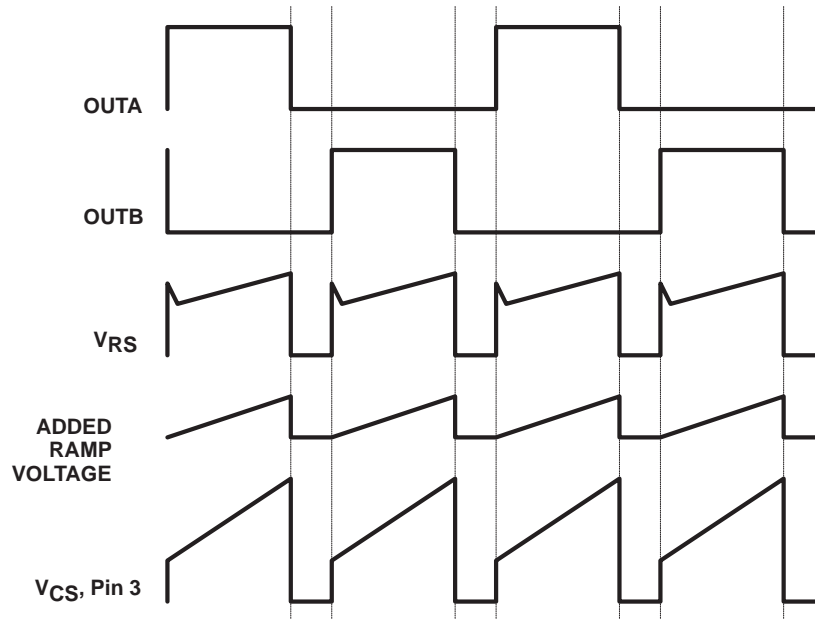 OUTA
OUTB
VRS
ADDED
RAMP
VOLTAGE
VCS, Pin 3